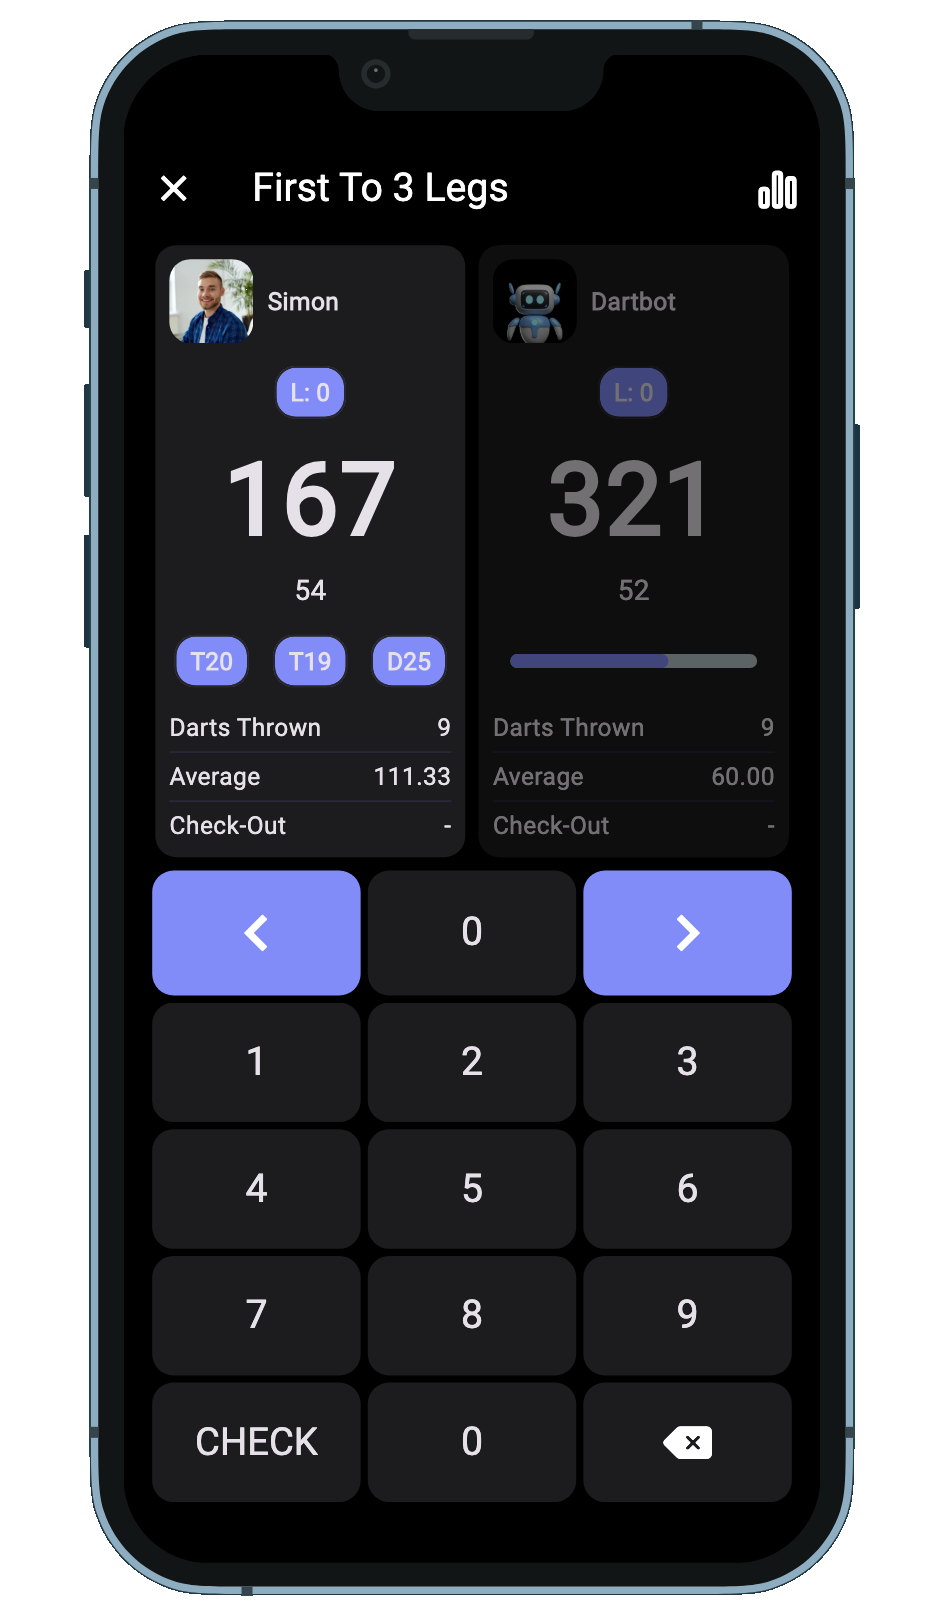 First To 3 Legs
Simon
L: 0
167
54
T20 T19 D25
Darts Thrown 9
Average 111.33
Check-Out -
Dartbot
L: 0
321
52
Darts Thrown 9
Average 60.00
Check-Out -
0
1 2 3
4 5 6
7 8 9
CHECK 0